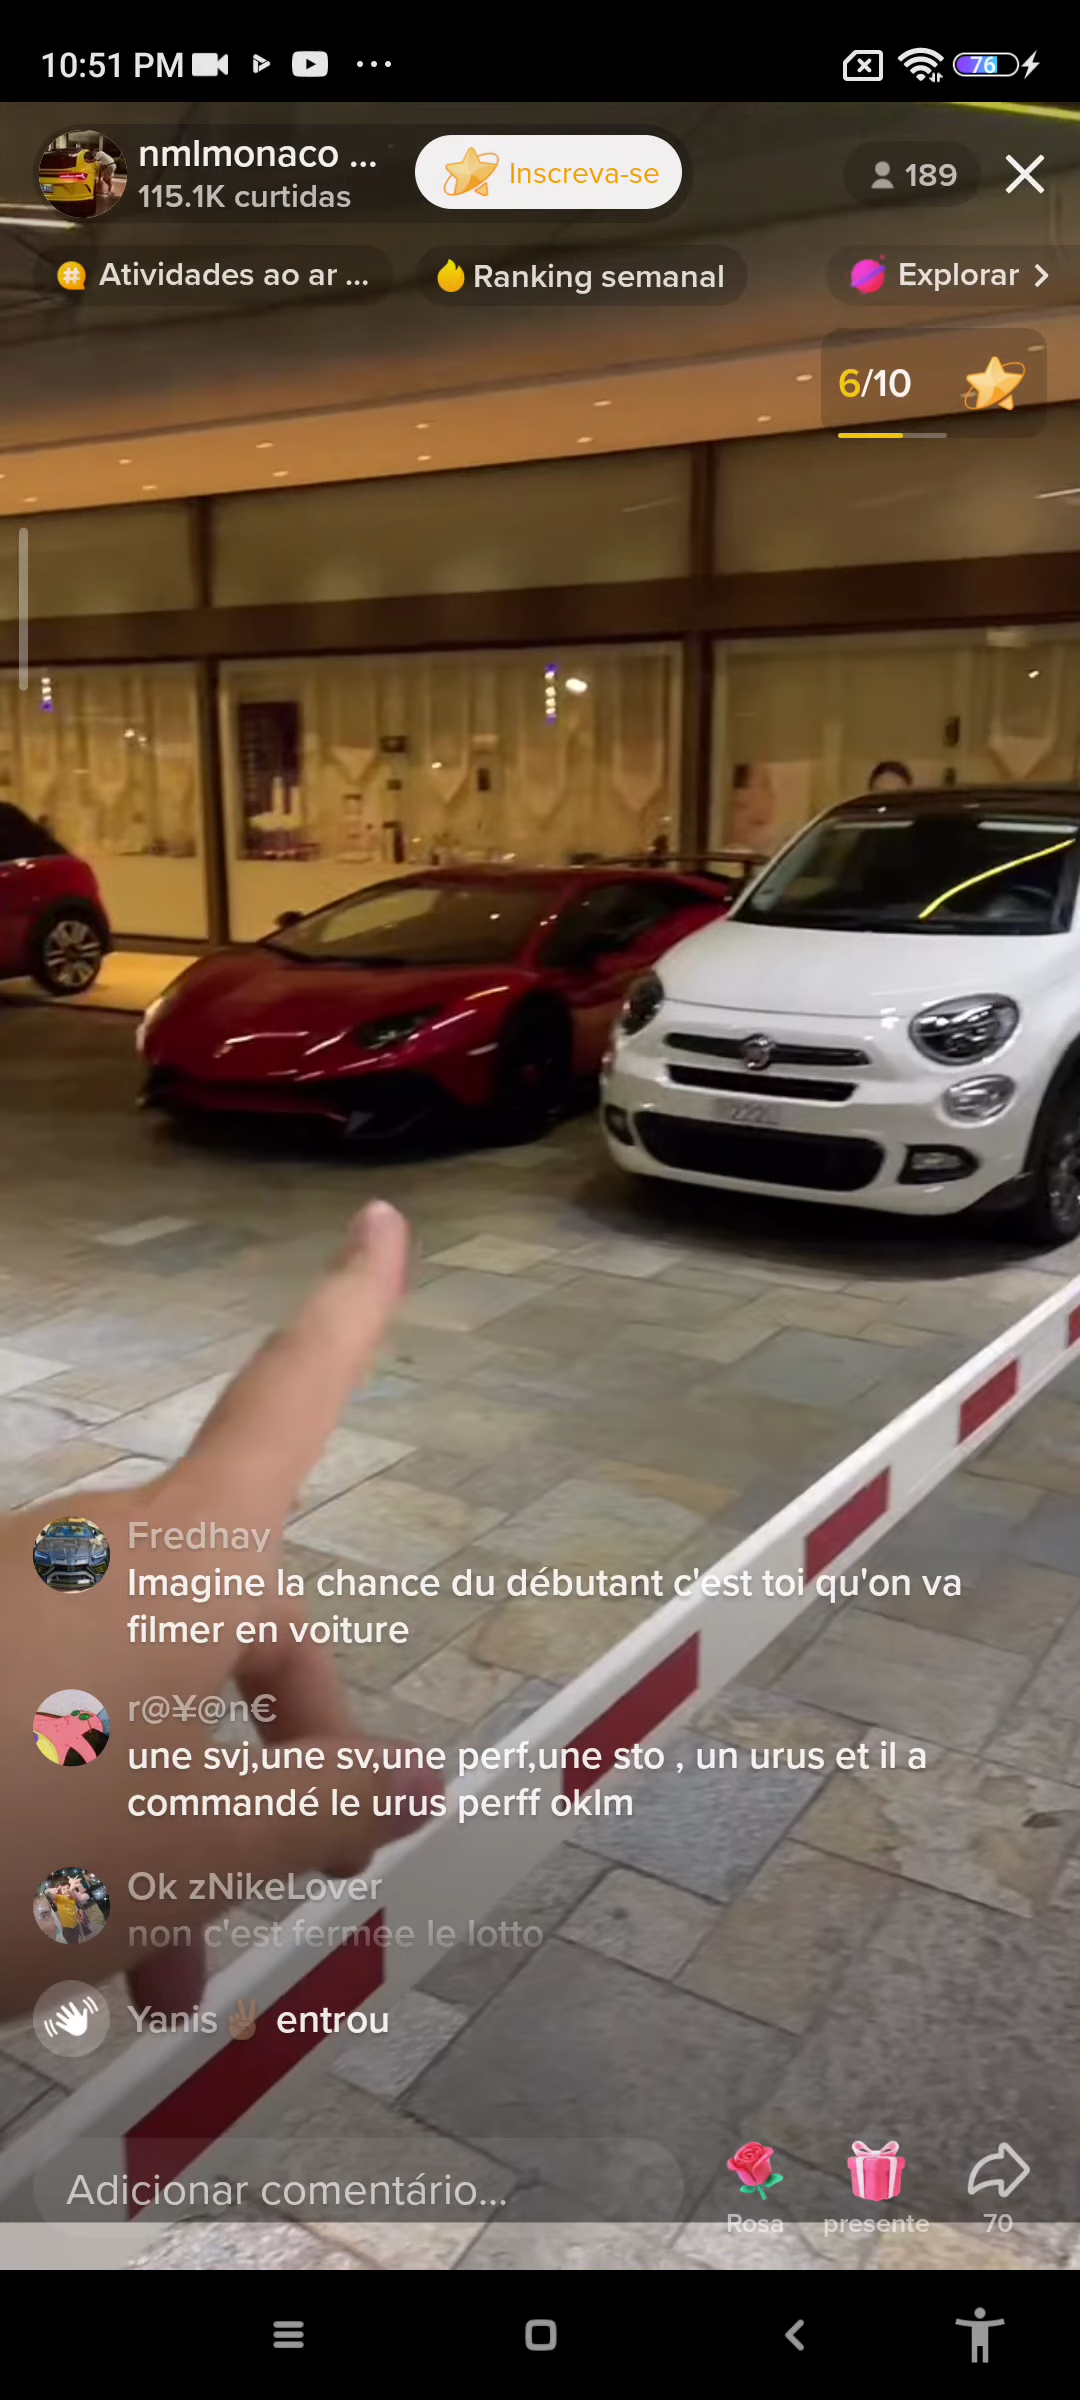 10:51 PM
76
nmlmonaco ...
115.1K curtidas
Inscreva-se
189
Atividades ao ar ...
Ranking semanal
Explorar
6/10
Fredhay
Imagine la chance du débutant c'est toi qu'on va
filmer en voiture
r@¥@n€
une svj,une sv,une perf,une sto , un urus et il a
commandé le urus perff oklm
Ok zNikeLover
non c'est fermee le lotto
Yanis✌🏾 entrou
Adicionar comentário...
Rosa
presente
70